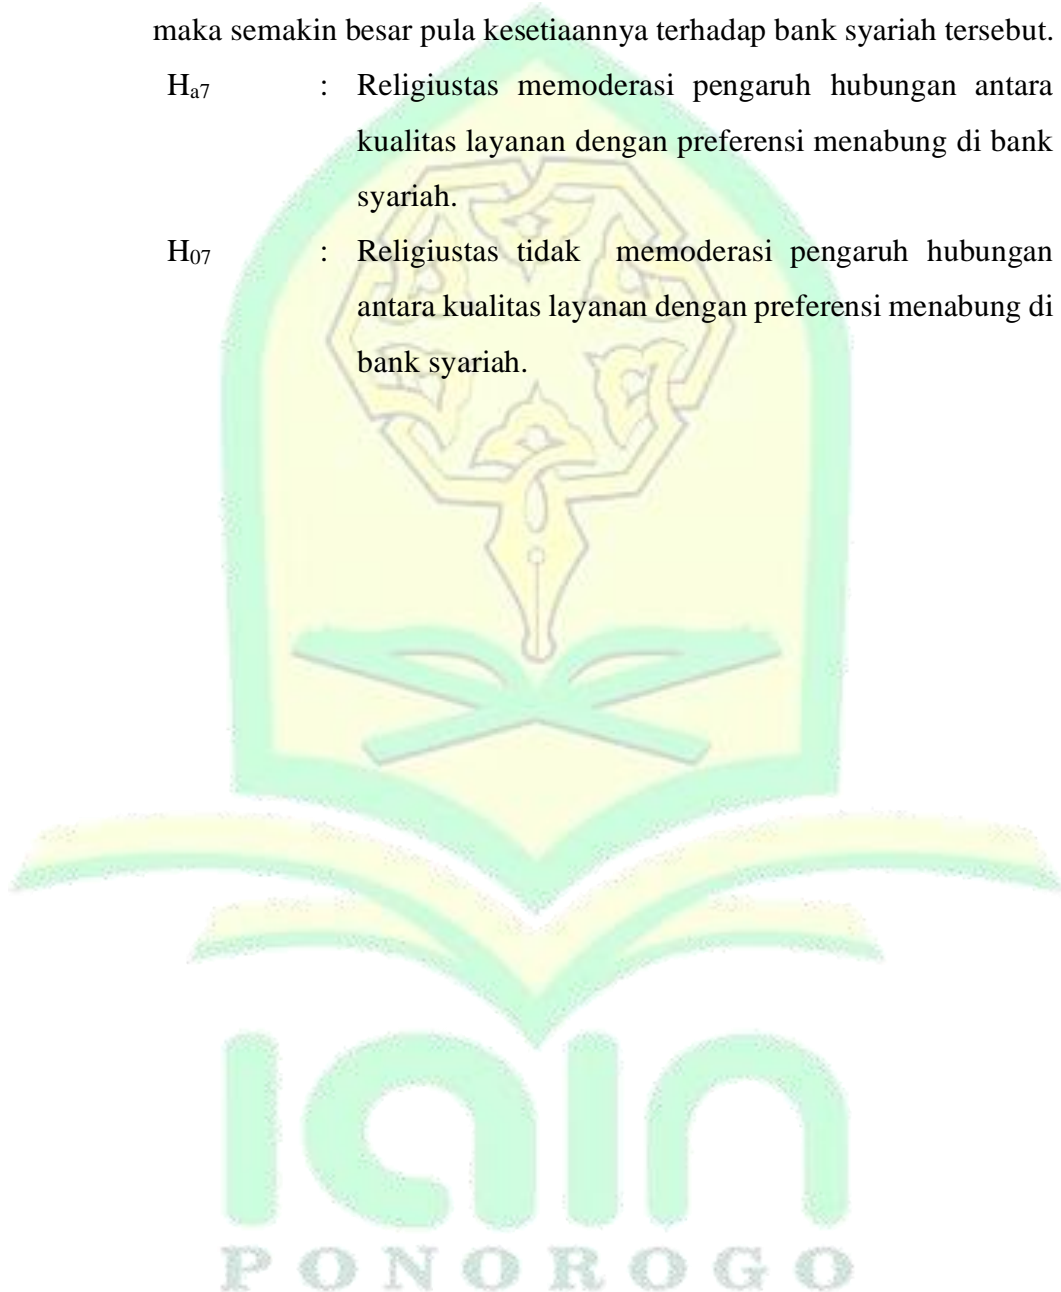 maka semakin besar pula kesetiaannya terhadap bank syariah tersebut.
Ha7 : Religiustas memoderasi pengaruh hubungan antara
kualitas layanan dengan preferensi menabung di bank
syariah.
H07 : Religiustas tidak memoderasi pengaruh hubungan
antara kualitas layanan dengan preferensi menabung di
bank syariah.
iain
PONOROGO